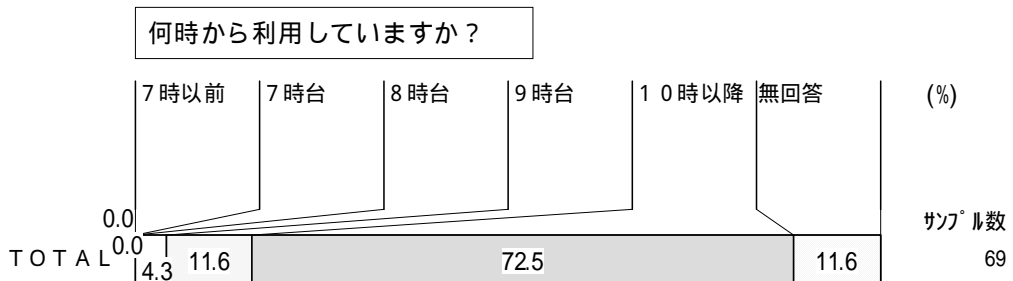 何時から利用していますか？
7時以前 7時台 8時台 9時台 10時以降 無回答 (%)
0.0 ｻﾝﾌﾟﾙ数
TOTAL 0.0 4.3 11.6 72.5 11.6 69